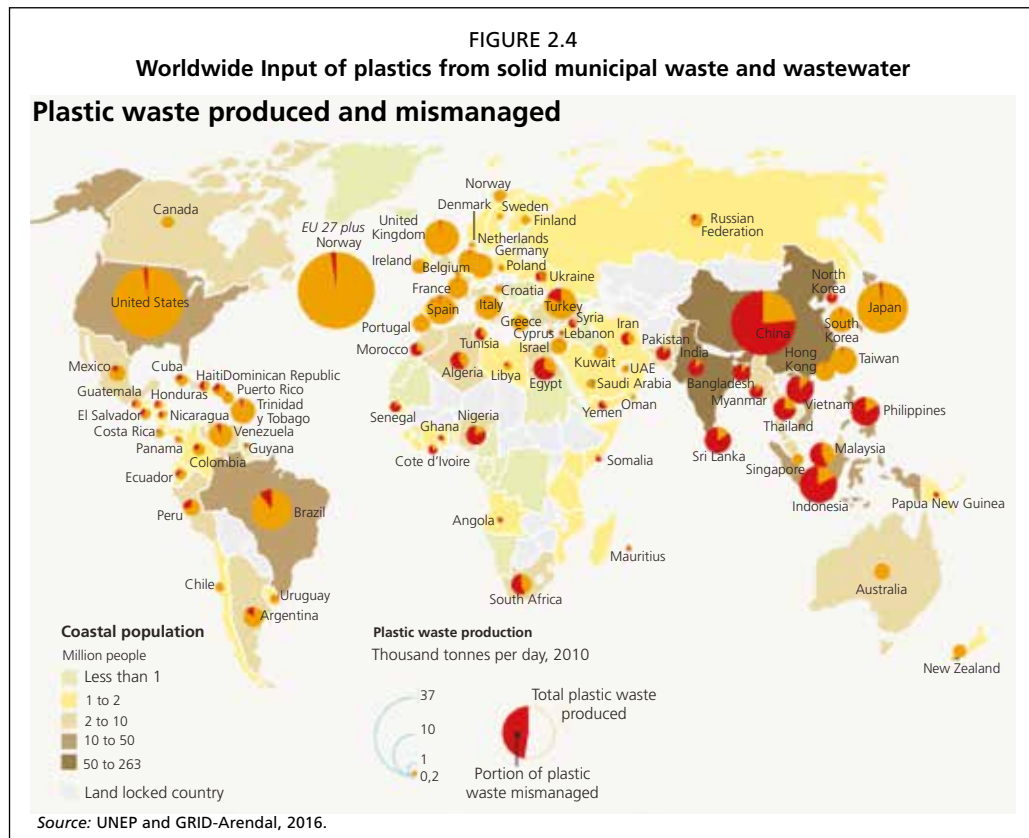 FIGURE 2.4
Worldwide Input of plastics from solid municipal waste and wastewater
Plastic waste produced and mismanaged
Canada
United States
EU 27 plus
Norway
United
Kingdom
Ireland
Norway
Denmark
Sweden
Finland
Netherlands
Germany
Belgium
Poland
Ukraine
France
Croatia
Spain
Italy
Turkey
Greece
Syria
Cyprus
Lebanon
Israel
Portugal
Morocco
Tunisia
Algeria
Libya
Egypt
Iran
Kuwait
UAE
Saudi Arabia
Oman
Yemen
Pakistan
Russian
Federation
North
Korea
Japan
South
Korea
China
Hong
Kong
Taiwan
India
Bangladesh
Myanmar
Vietnam
Thailand
Philippines
Sri Lanka
Malaysia
Singapore
Indonesia
Papua New Guinea
Mexico
Cuba
Haiti
Dominican Republic
Puerto Rico
Guatemala
Honduras
El Salvador
Nicaragua
Trinidad
y Tobago
Costa Rica
Venezuela
Panama
Guyana
Colombia
Ecuador
Peru
Brazil
Chile
Uruguay
Argentina
Senegal
Nigeria
Ghana
Cote d'Ivoire
Somalia
Angola
Mauritius
South Africa
Australia
New Zealand
Coastal population
Million people
Less than 1
1 to 2
2 to 10
10 to 50
50 to 263
Land locked country
Plastic waste production
Thousand tonnes per day, 2010
37
10
1
0,2
Total plastic waste
produced
Portion of plastic
waste mismanaged
Source: UNEP and GRID-Arendal, 2016.